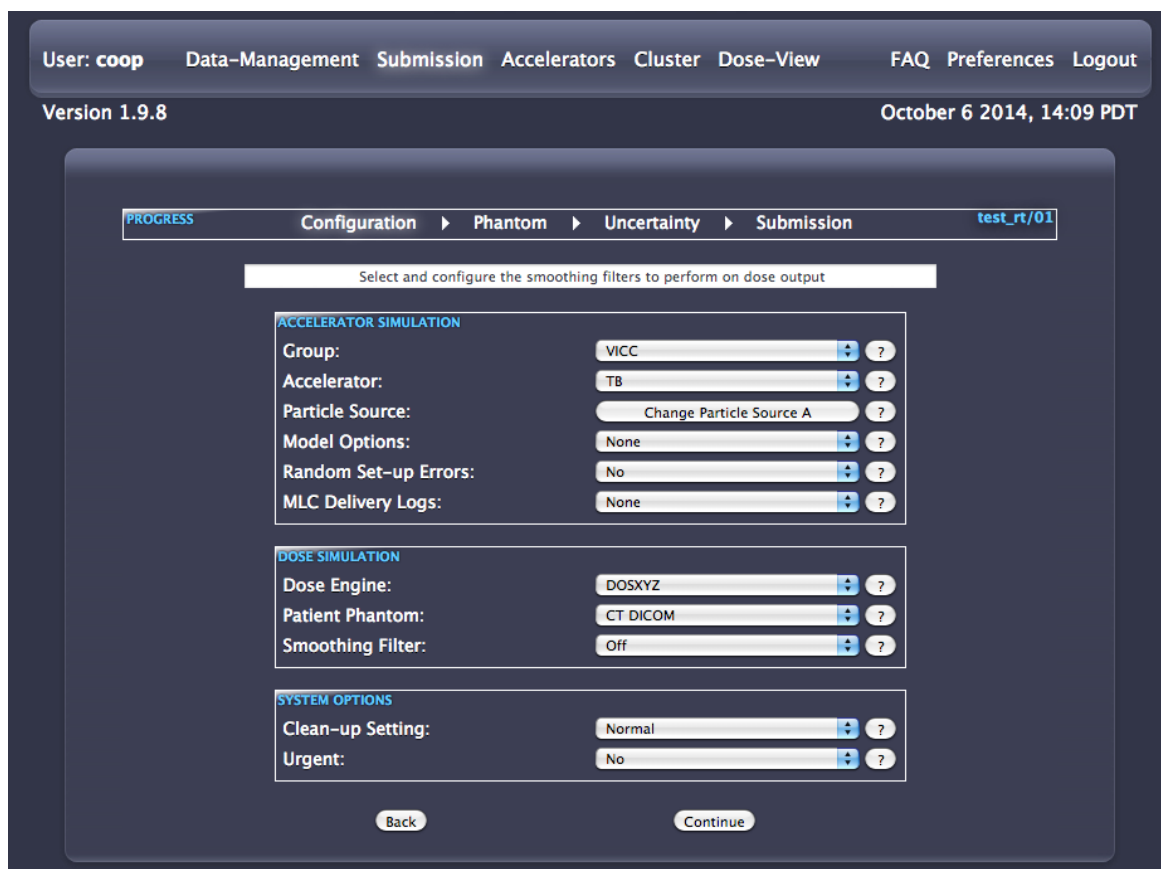 User: coop Data-Management Submission Accelerators Cluster Dose-View FAQ Preferences Logout
Version 1.9.8 October 6 2014, 14:09 PDT
PROGRESS Configuration Phantom Uncertainty Submission test_rt/01
Select and configure the smoothing filters to perform on dose output
ACCELERATOR SIMULATION
Group: VICC ?
Accelerator: TB ?
Particle Source: Change Particle Source A ?
Model Options: None ?
Random Set-up Errors: No ?
MLC Delivery Logs: None ?
DOSE SIMULATION
Dose Engine: DOSXYZ ?
Patient Phantom: CT DICOM ?
Smoothing Filter: Off ?
SYSTEM OPTIONS
Clean-up Setting: Normal ?
Urgent: No ?
Back Continue